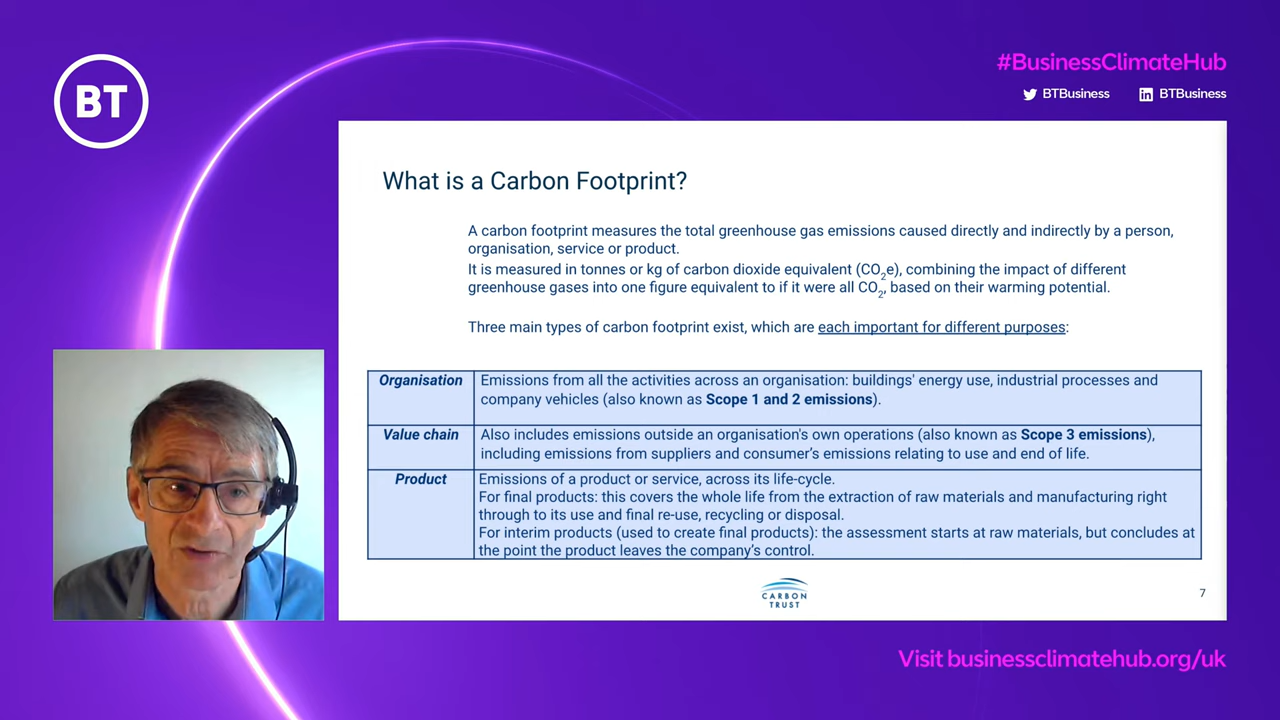 BT
#BusinessClimateHub
BTBusiness
BTBusiness
What is a Carbon Footprint?
A carbon footprint measures the total greenhouse gas emissions caused directly and indirectly by a person,
organisation, service or product.
It is measured in tonnes or kg of carbon dioxide equivalent (CO2e), combining the impact of different
greenhouse gases into one figure equivalent to if it were all CO2, based on their warming potential.
Three main types of carbon footprint exist, which are each important for different purposes:
Organisation
Emissions from all the activities across an organisation: buildings' energy use, industrial processes and
company vehicles (also known as Scope 1 and 2 emissions).
Value chain
Also includes emissions outside an organisation's own operations (also known as Scope 3 emissions),
including emissions from suppliers and consumer's emissions relating to use and end of life.
Product
Emissions of a product or service, across its life-cycle.
For final products: this covers the whole life from the extraction of raw materials and manufacturing right
through to its use and final re-use, recycling or disposal.
For interim products (used to create final products): the assessment starts at raw materials, but concludes at
the point the product leaves the company's control.
CARBON
TRUST
7
Visit businessclimatehub.org/uk